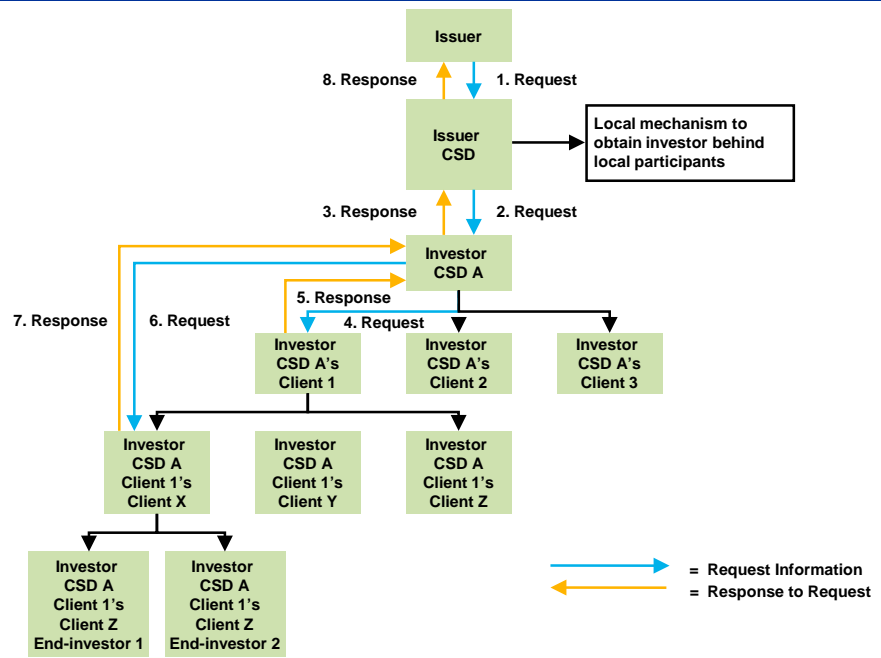 Issuer
8. Response
1. Request
Issuer
CSD
Local mechanism to
obtain investor behind
local participants
3. Response
2. Request
Investor
CSD A
5. Response
7. Response
6. Request
4. Request
Investor
CSD A's
Client 1
Investor
CSD A's
Client 2
Investor
CSD A's
Client 3
Investor
CSD A
Client 1's
Client X
Investor
CSD A
Client 1's
Client Y
Investor
CSD A
Client 1's
Client Z
Investor
CSD A
Client 1's
Client Z
End-investor 1
Investor
CSD A
Client 1's
Client Z
End-investor 2
= Request Information
= Response to Request